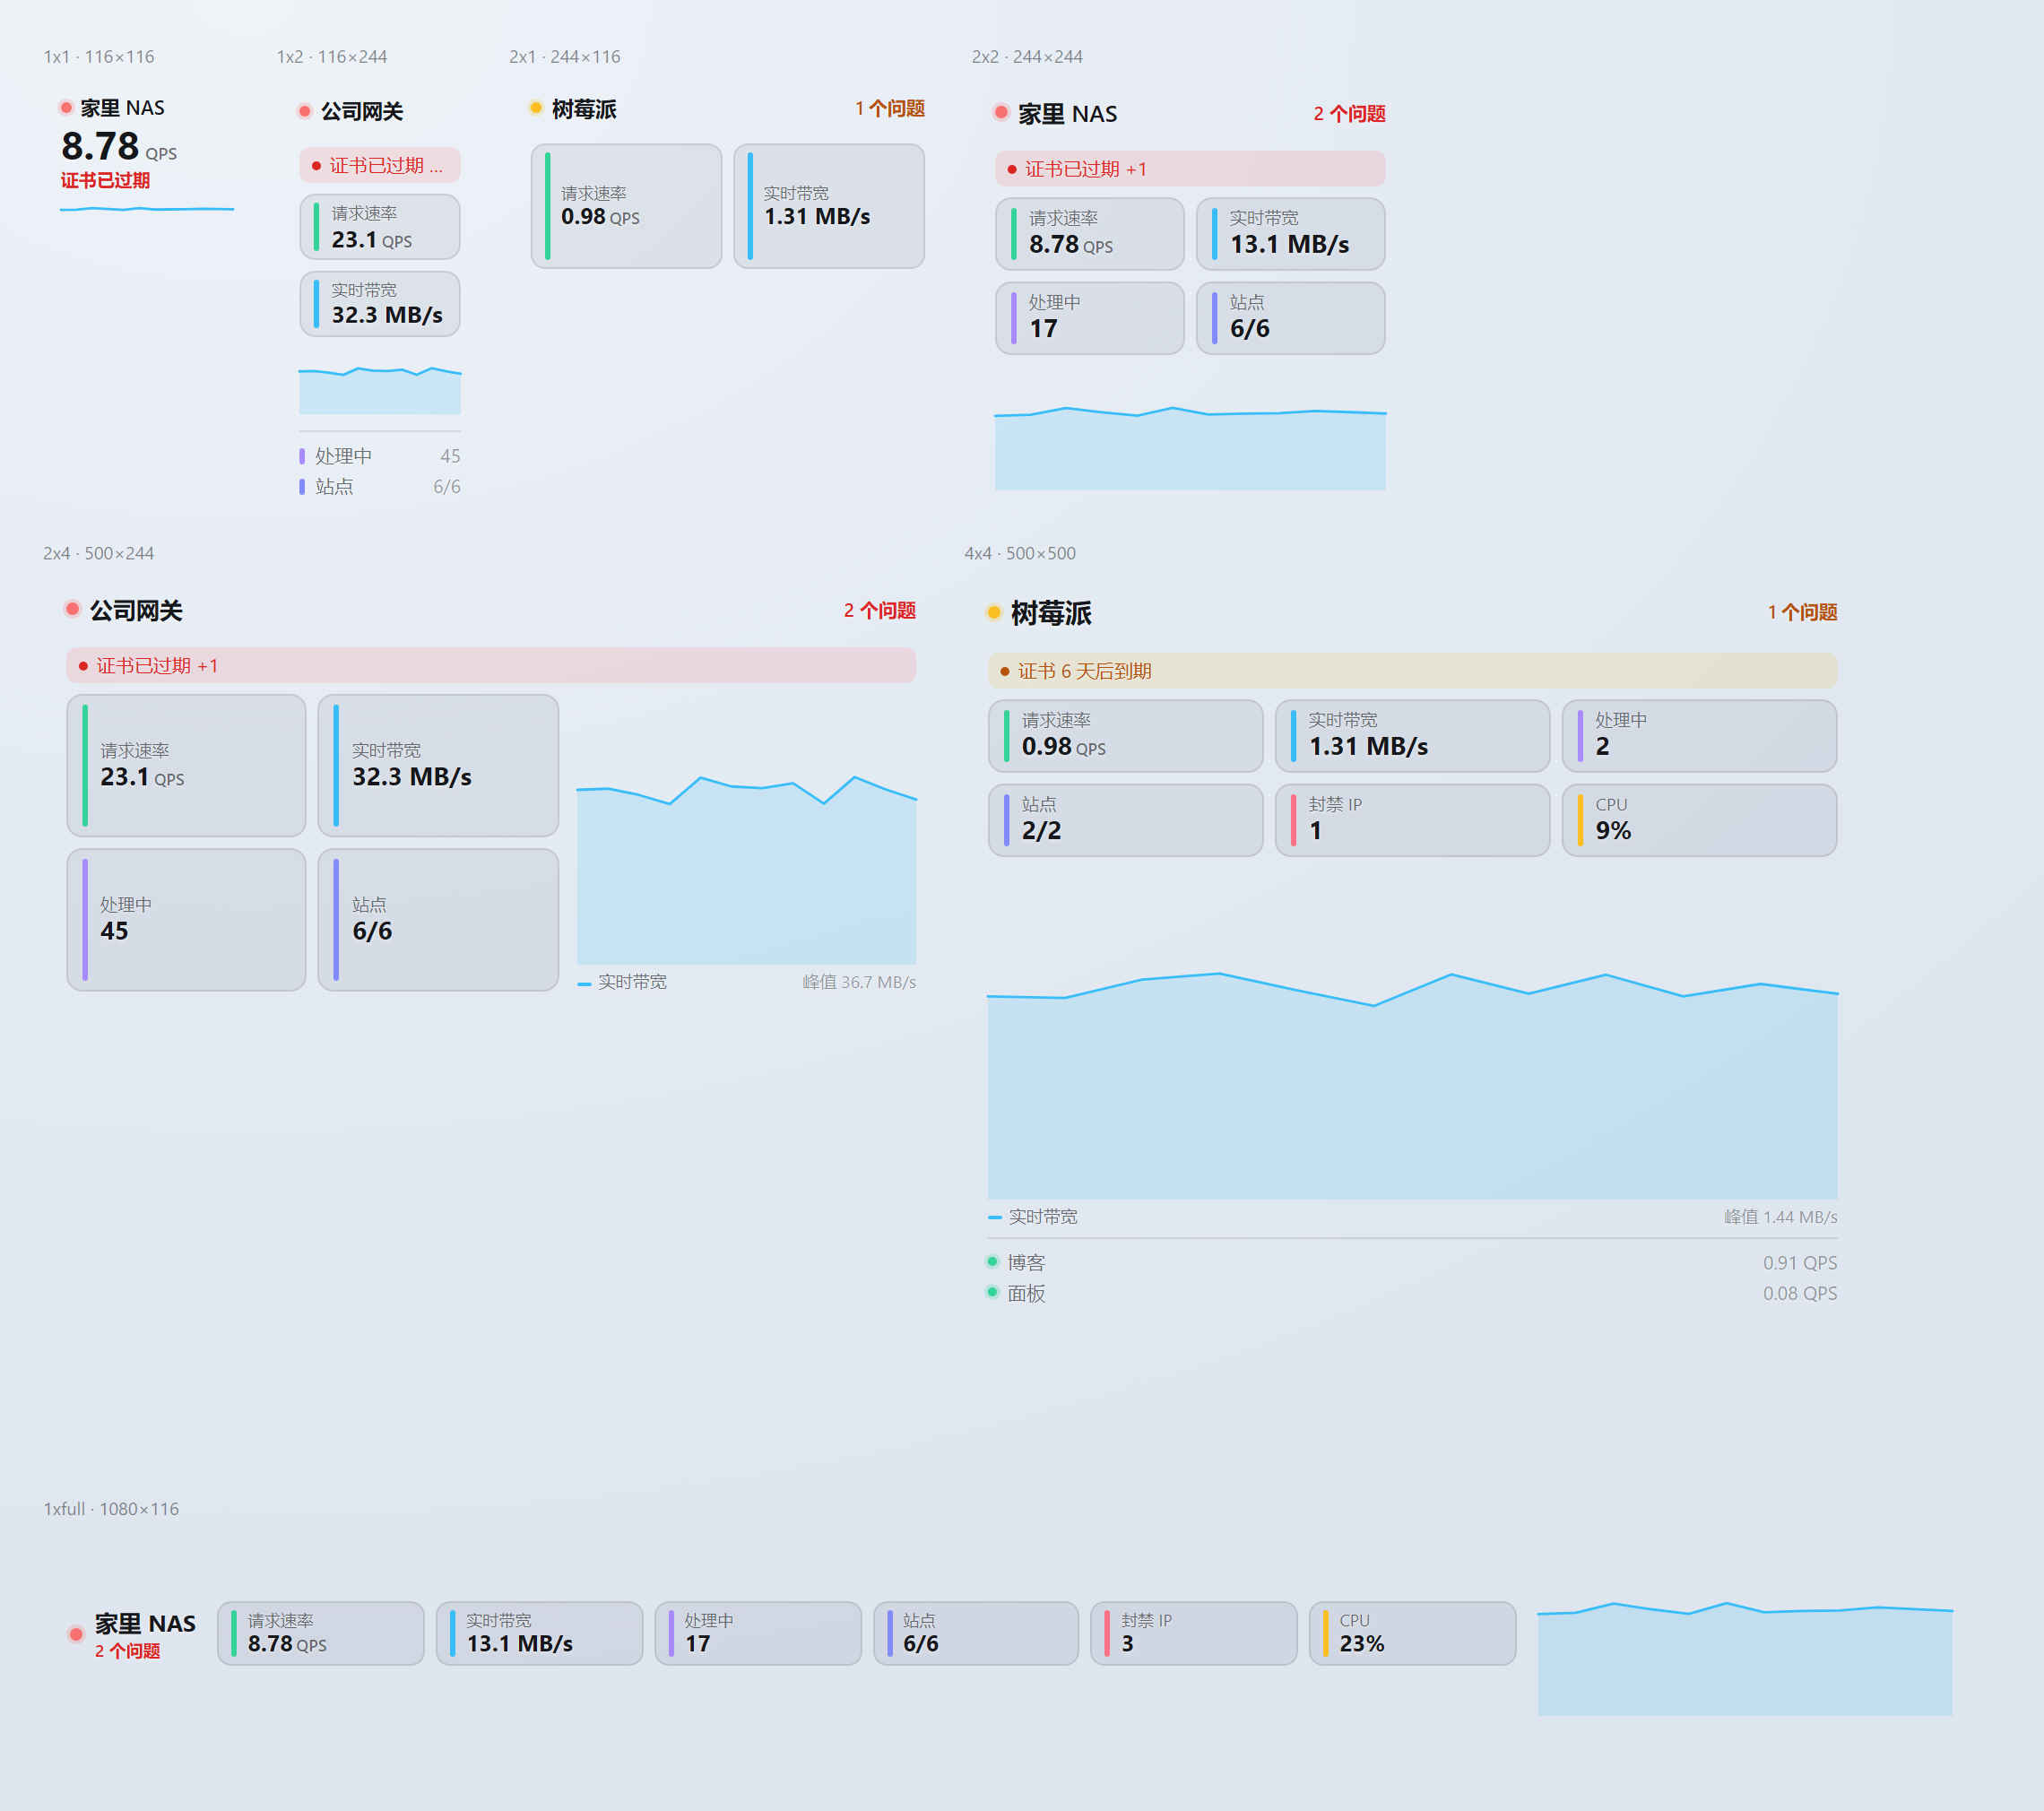 1x1 · 116×116
家里 NAS
8.78 QPS
证书已过期
1x2 · 116×244
公司网关
证书已过期 ...
请求速率
23.1 QPS
实时带宽
32.3 MB/s
处理中 45
站点 6/6
2x1 · 244×116
树莓派 1 个问题
请求速率
0.98 QPS
实时带宽
1.31 MB/s
2x2 · 244×244
家里 NAS 2 个问题
证书已过期 +1
请求速率
8.78 QPS
实时带宽
13.1 MB/s
处理中
17
站点
6/6
2x4 · 500×244
公司网关 2 个问题
证书已过期 +1
请求速率
23.1 QPS
实时带宽
32.3 MB/s
处理中
45
站点
6/6
实时带宽 峰值 36.7 MB/s
4x4 · 500×500
树莓派 1 个问题
证书 6 天后到期
请求速率
0.98 QPS
实时带宽
1.31 MB/s
处理中
2
站点
2/2
封禁 IP
1
CPU
9%
实时带宽 峰值 1.44 MB/s
博客 0.91 QPS
面板 0.08 QPS
1xfull · 1080×116
家里 NAS
2 个问题
请求速率
8.78 QPS
实时带宽
13.1 MB/s
处理中
17
站点
6/6
封禁 IP
3
CPU
23%